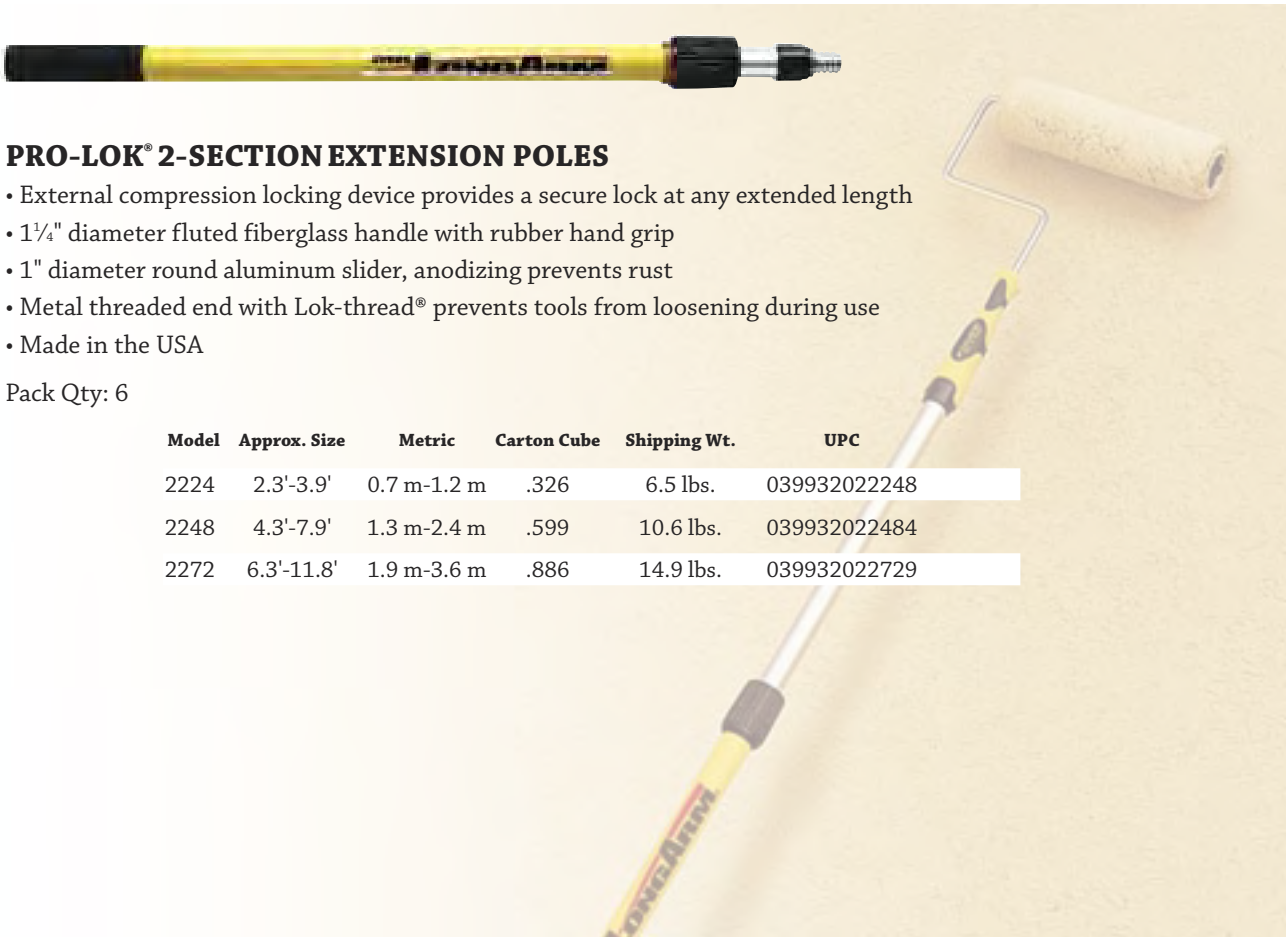 PRO-LOK® 2-SECTION EXTENSION POLES
• External compression locking device provides a secure lock at any extended length
• 1¼" diameter fluted fiberglass handle with rubber hand grip
• 1" diameter round aluminum slider, anodizing prevents rust
• Metal threaded end with Lok-thread® prevents tools from loosening during use
• Made in the USA
Pack Qty: 6
Model Approx. Size Metric Carton Cube Shipping Wt. UPC
2224 2.3'-3.9' 0.7 m-1.2 m .326 6.5 lbs. 039932022248
2248 4.3'-7.9' 1.3 m-2.4 m .599 10.6 lbs. 039932022484
2272 6.3'-11.8' 1.9 m-3.6 m .886 14.9 lbs. 039932022729
LONGARM